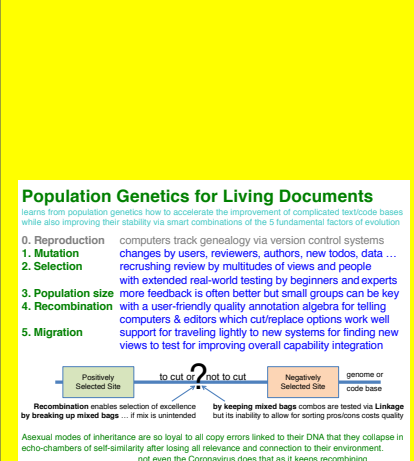 Population Genetics for Living Documents
learns from population genetics how to accelerate the improvement of complicated text/code bases
while also improving their stability via smart combinations of the 5 fundamental factors of evolution
0. Reproduction computers track genealogy via version control systems
1. Mutation changes by users, reviewers, authors, new todos, data ...
2. Selection recrushing review by multitudes of views and people
with extended real-world testing by beginners and experts
3. Population size more feedback is often better but small groups can be key
4. Recombination with a user-friendly quality annotation algebra for telling
computers & editors which cut/replace options work well
5. Migration support for traveling lightly to new systems for finding new
views to test for improving overall capability integration
Positively Selected Site to cut or ? not to cut Negatively Selected Site genome or code base
Recombination enables selection of excellence by keeping mixed bags combos are tested via Linkage
by breaking up mixed bags ... if mix is unintended but its inability to allow for sorting pros/cons costs quality
Asexual modes of inheritance are so loyal to all copy errors linked to their DNA that they collapse in
echo-chambers of self-similarity after losing all relevance and connection to their environment.
not even the Coronavirus does that as it keeps recombining